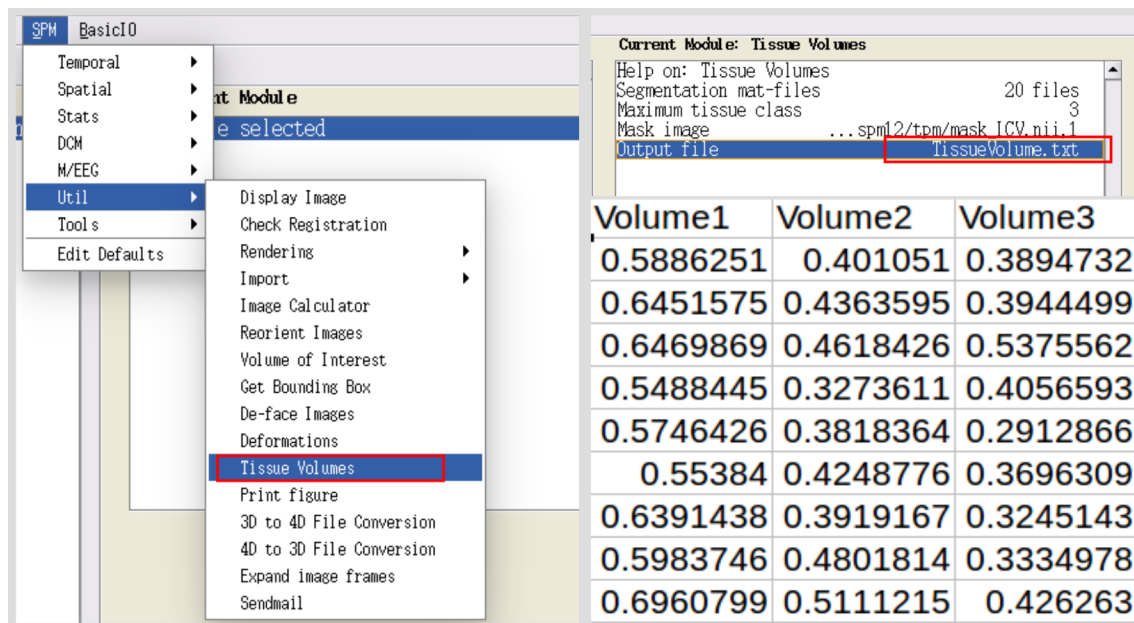 SPM BasicIO
Temporal
Spatial
Stats
DCM
M/EEG
Util
Tools
Edit Defaults
nt Module
e selected
Display Image
Check Registration
Rendering
Import
Image Calculator
Reorient Images
Volume of Interest
Get Bounding Box
De-face Images
Deformations
Tissue Volumes
Print figure
3D to 4D File Conversion
4D to 3D File Conversion
Expand image frames
Sendmail
Current Module: Tissue Volumes
Help on: Tissue Volumes
Segmentation mat-files 20 files
Maximum tissue class 3
Mask image ...spm12/tpm/mask_ICV.nii,1
Output file TissueVolume.txt
Volume1 Volume2 Volume3
0.5886251 0.401051 0.3894732
0.6451575 0.4363595 0.3944499
0.6469869 0.4618426 0.5375562
0.5488445 0.3273611 0.4056593
0.5746426 0.3818364 0.2912866
0.55384 0.4248776 0.3696309
0.6391438 0.3919167 0.3245143
0.5983746 0.4801814 0.3334978
0.6960799 0.5111215 0.426263